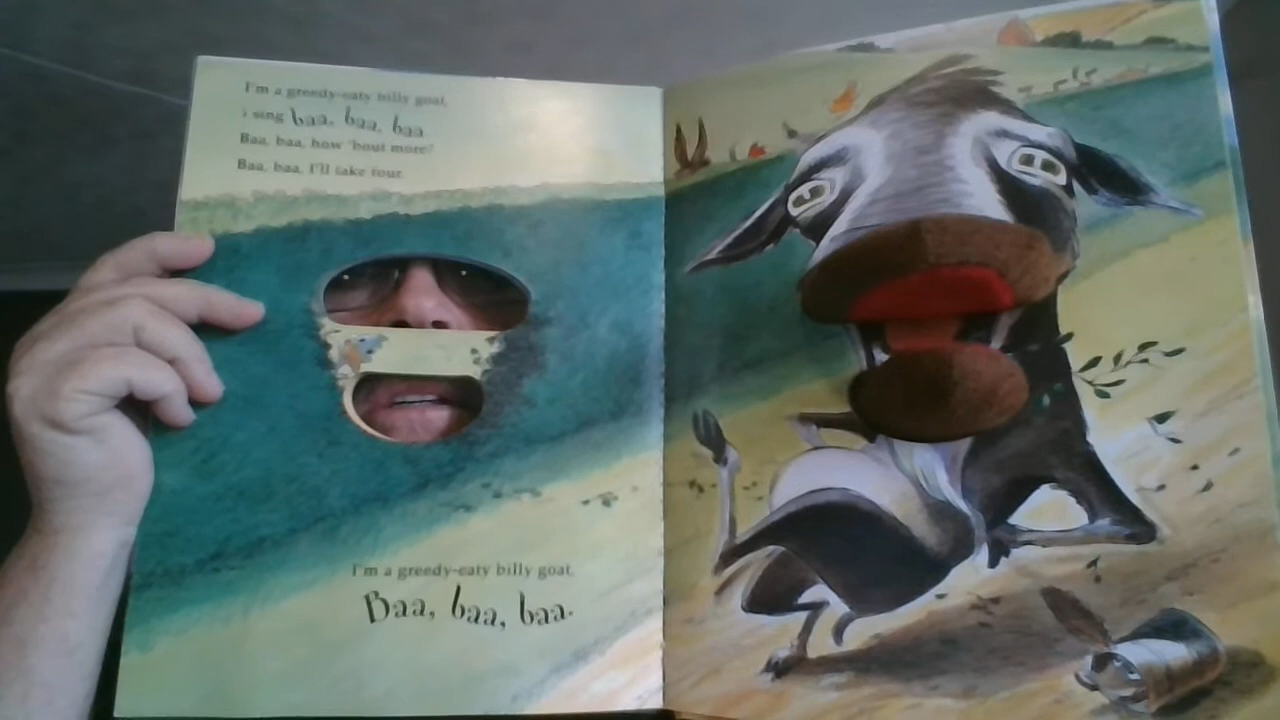 I'm a greedy-eaty billy goat,
I sing baa, baa, baa.
Baa, baa, how 'bout more?
Baa, baa, I'll take four.
I'm a greedy-eaty billy goat,
Baa, baa, baa.